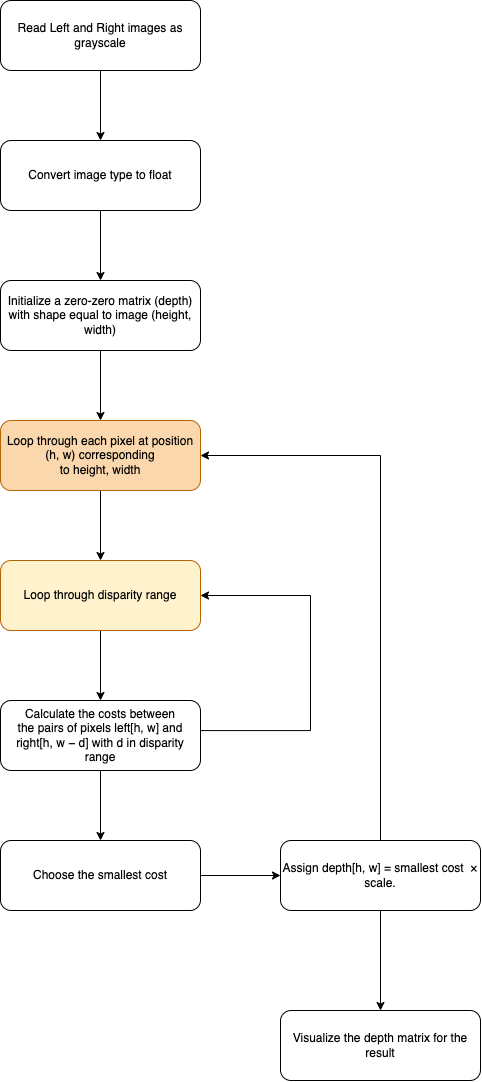 Read Left and Right images as
grayscale
Convert image type to float
Initialize a zero-zero matrix (depth)
with shape equal to image (height,
width)
Loop through each pixel at position
(h, w) corresponding
to height, width
Loop through disparity range
Calculate the costs between
the pairs of pixels left[h, w] and
right[h, w − d] with d in disparity
range
Choose the smallest cost
Assign depth[h, w] = smallest cost ×
scale.
Visualize the depth matrix for the
result